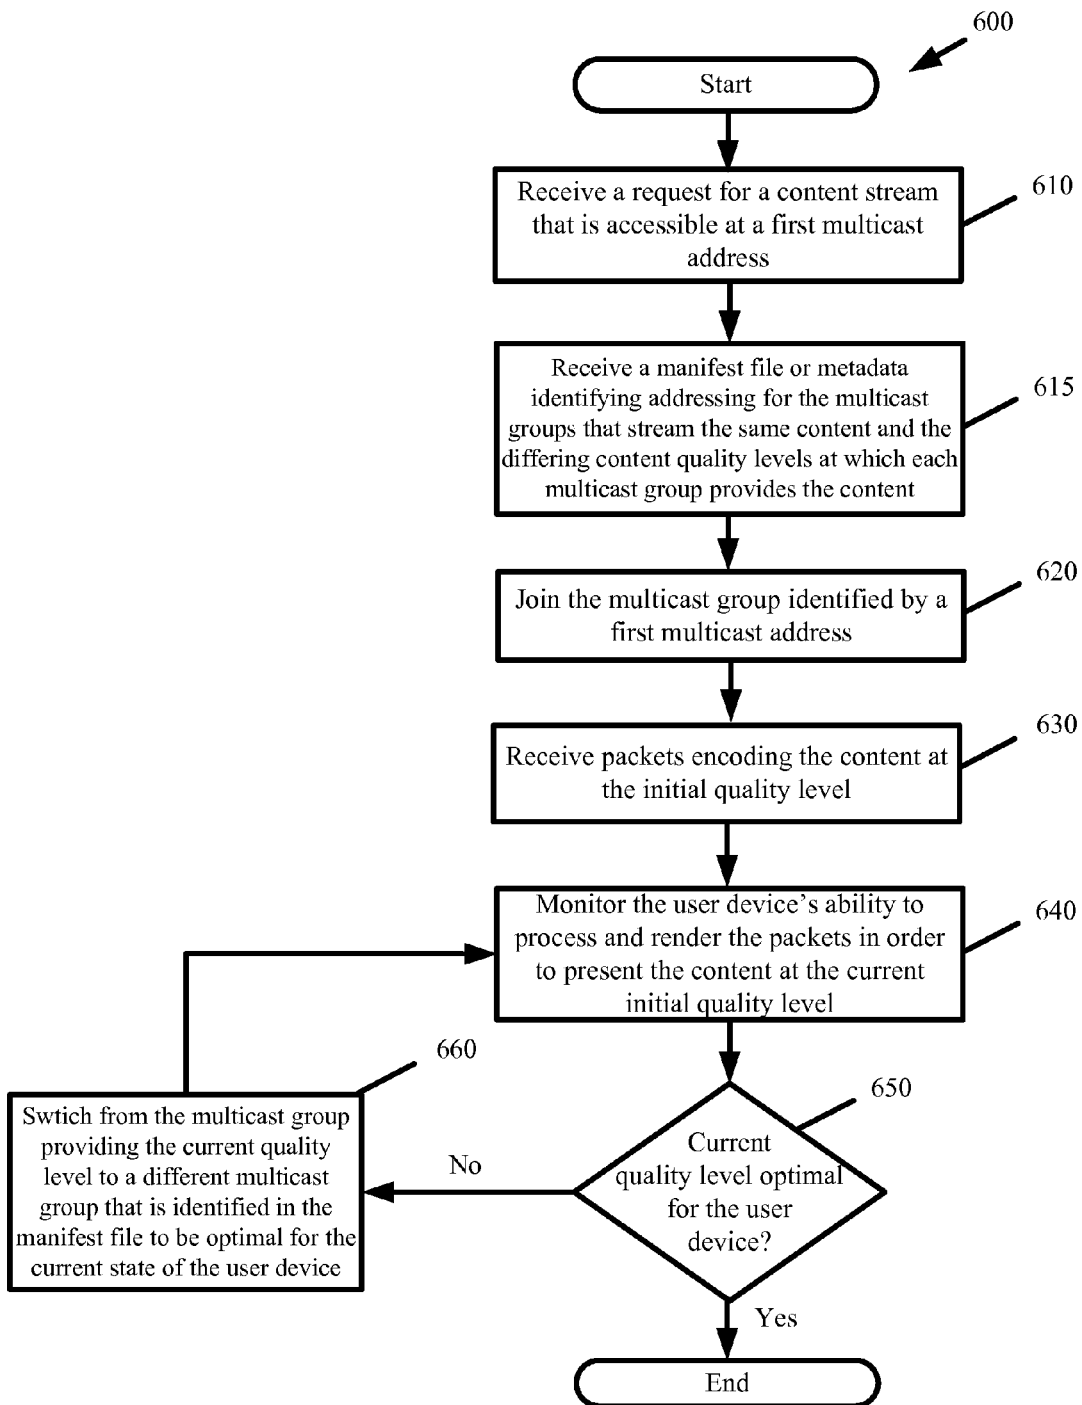 600
Start
Receive a request for a content stream
that is accessible at a first multicast
address
610
Receive a manifest file or metadata
identifying addressing for the multicast
groups that stream the same content and the
differing content quality levels at which each
multicast group provides the content
615
Join the multicast group identified by a
first multicast address
620
Receive packets encoding the content at
the initial quality level
630
Monitor the user device's ability to
process and render the packets in order
to present the content at the current
initial quality level
640
Current
quality level optimal
for the user
device?
650
No
Swtich from the multicast group
providing the current quality
level to a different multicast
group that is identified in the
manifest file to be optimal for the
current state of the user device
660
Yes
End